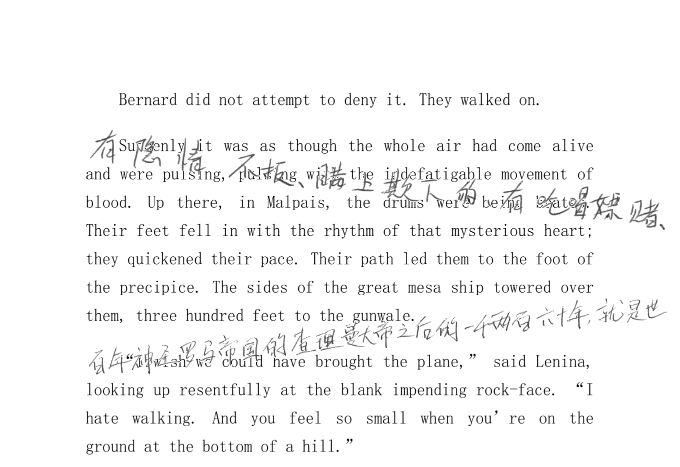 Bernard did not attempt to deny it. They walked on.
Suddenly it was as though the whole air had come alive
有隐情 不板、赌上欺下的 有吃冒嫖赌、
and were pulsing, pulsing with the indefatigable movement of
blood. Up there, in Malpais, the drums were being beaten.
Their feet fell in with the rhythm of that mysterious heart;
they quickened their pace. Their path led them to the foot of
the precipice. The sides of the great mesa ship towered over
them, three hundred feet to the gunwale.
百年神圣罗马帝国的查理曼大帝之后的一千两百六十年,就是世
“I wish we could have brought the plane,” said Lenina,
looking up resentfully at the blank impending rock-face. “I
hate walking. And you feel so small when you’re on the
ground at the bottom of a hill.”